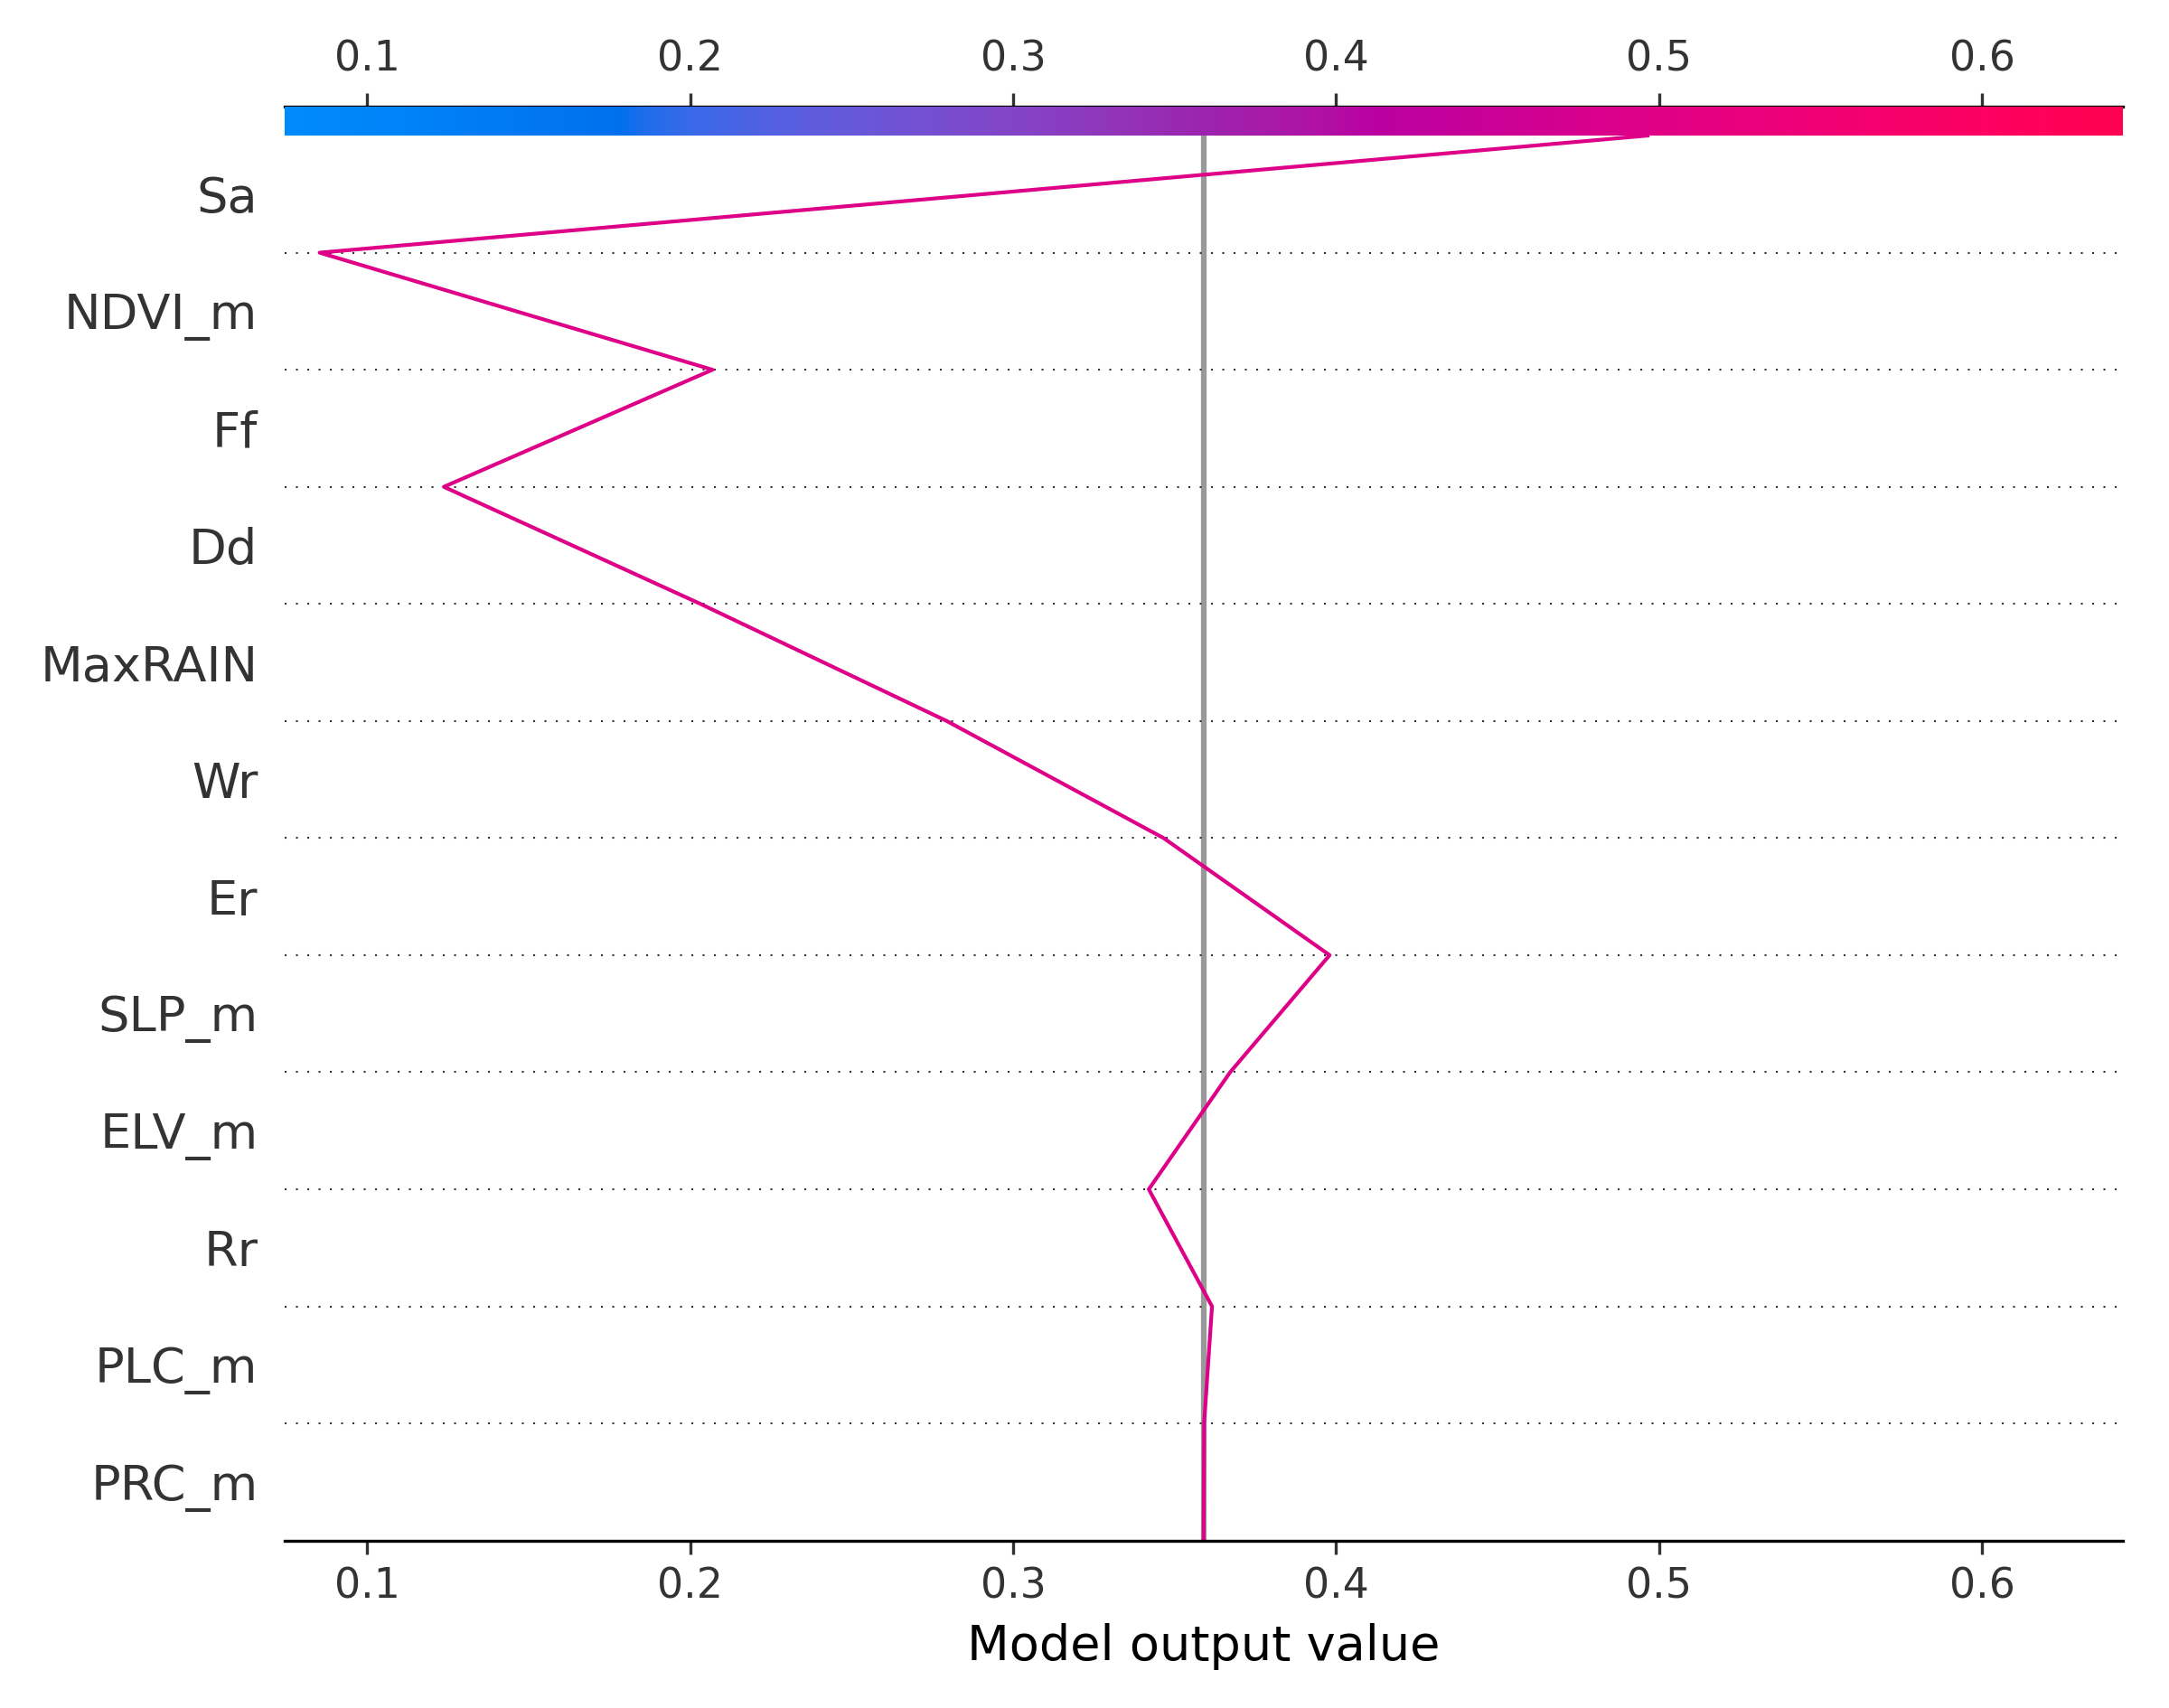 0.1 0.2 0.3 0.4 0.5 0.6
Sa
NDVI_m
Ff
Dd
MaxRAIN
Wr
Er
SLP_m
ELV_m
Rr
PLC_m
PRC_m
0.1 0.2 0.3 0.4 0.5 0.6
Model output value